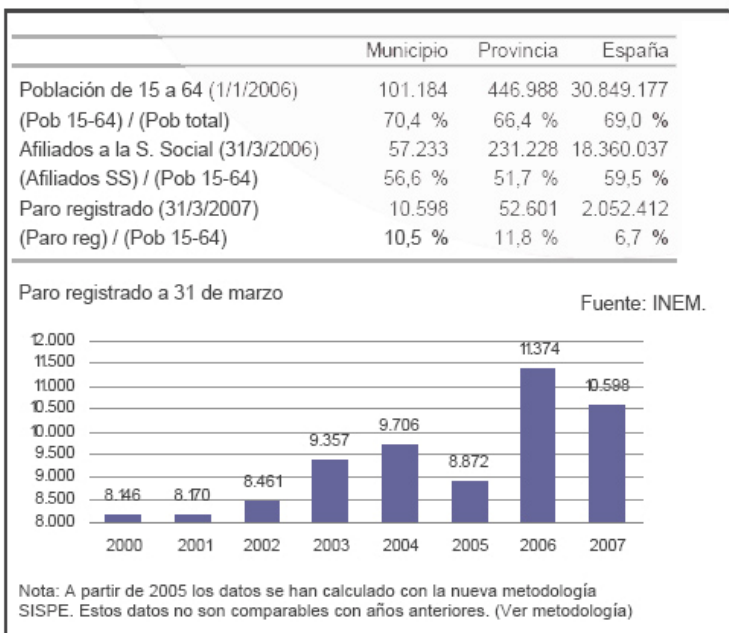 Municipio Provincia España
Población de 15 a 64 (1/1/2006) 101.184 446.988 30.849.177
(Pob 15-64) / (Pob total) 70,4 % 66,4 % 69,0 %
Afiliados a la S. Social (31/3/2006) 57.233 231.228 18.360.037
(Afiliados SS) / (Pob 15-64) 56,6 % 51,7 % 59,5 %
Paro registrado (31/3/2007) 10.598 52.601 2.052.412
(Paro reg) / (Pob 15-64) 10,5 % 11,8 % 6,7 %
Paro registrado a 31 de marzo
Fuente: INEM.
12.000
11.500
11.000
10.500
10.000
9.500
9.000
8.500
8.000
8.146 8.170 8.461 9.357 9.706 8.872 11.374 10.598
2000 2001 2002 2003 2004 2005 2006 2007
Nota: A partir de 2005 los datos se han calculado con la nueva metodología
SISPE. Estos datos no son comparables con años anteriores. (Ver metodología)